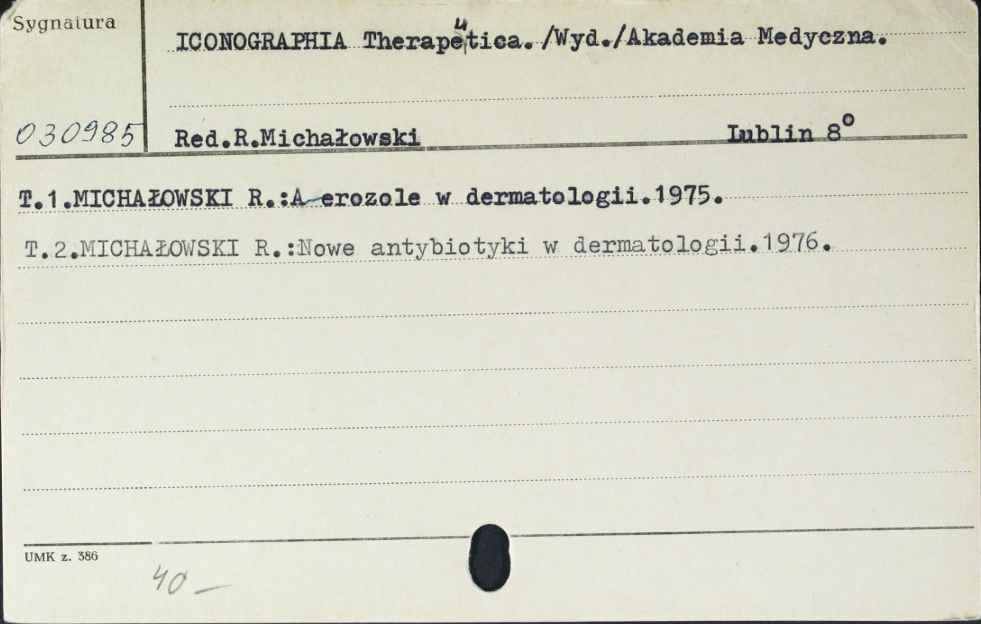 Sygnatura
ICONOGRAPHIA Therapeutica. /Wyd./Akademia Medyczna.
030985
Red.R.Michałowski Lublin 8°
T.1.MICHAŁOWSKI R.:Aerozole w dermatologii.1975.
T.2.MICHAŁOWSKI R.:Nowe antybiotyki w dermatologii.1976.
UMK z. 386
40 –